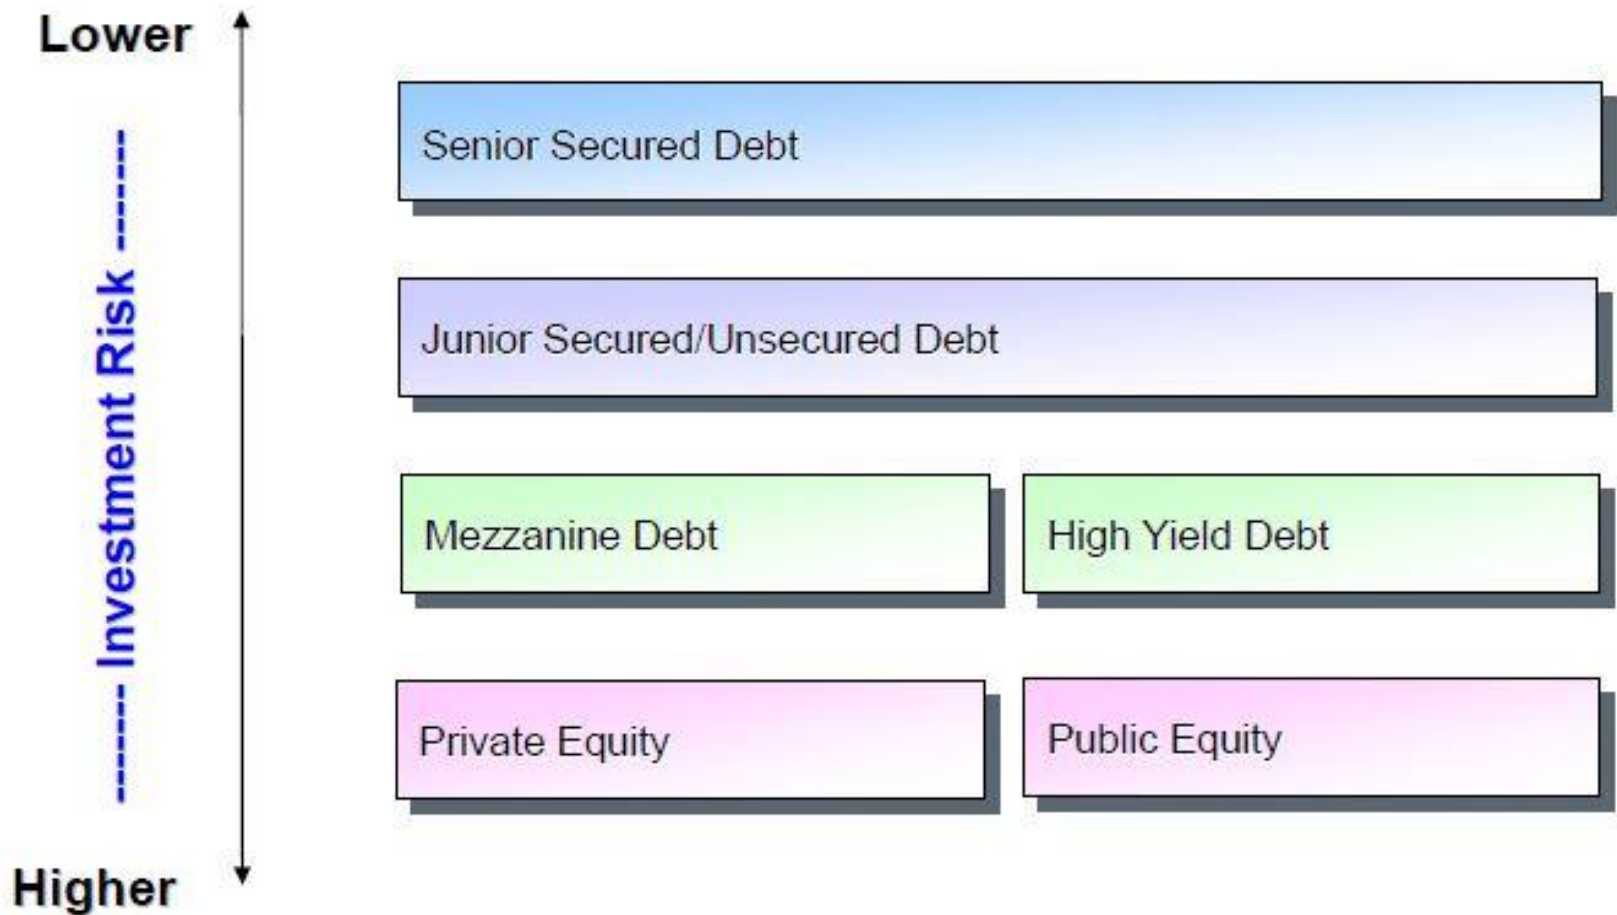 Lower
Senior Secured Debt
------- Investment Risk -------
Junior Secured/Unsecured Debt
Mezzanine Debt
High Yield Debt
Private Equity
Public Equity
Higher